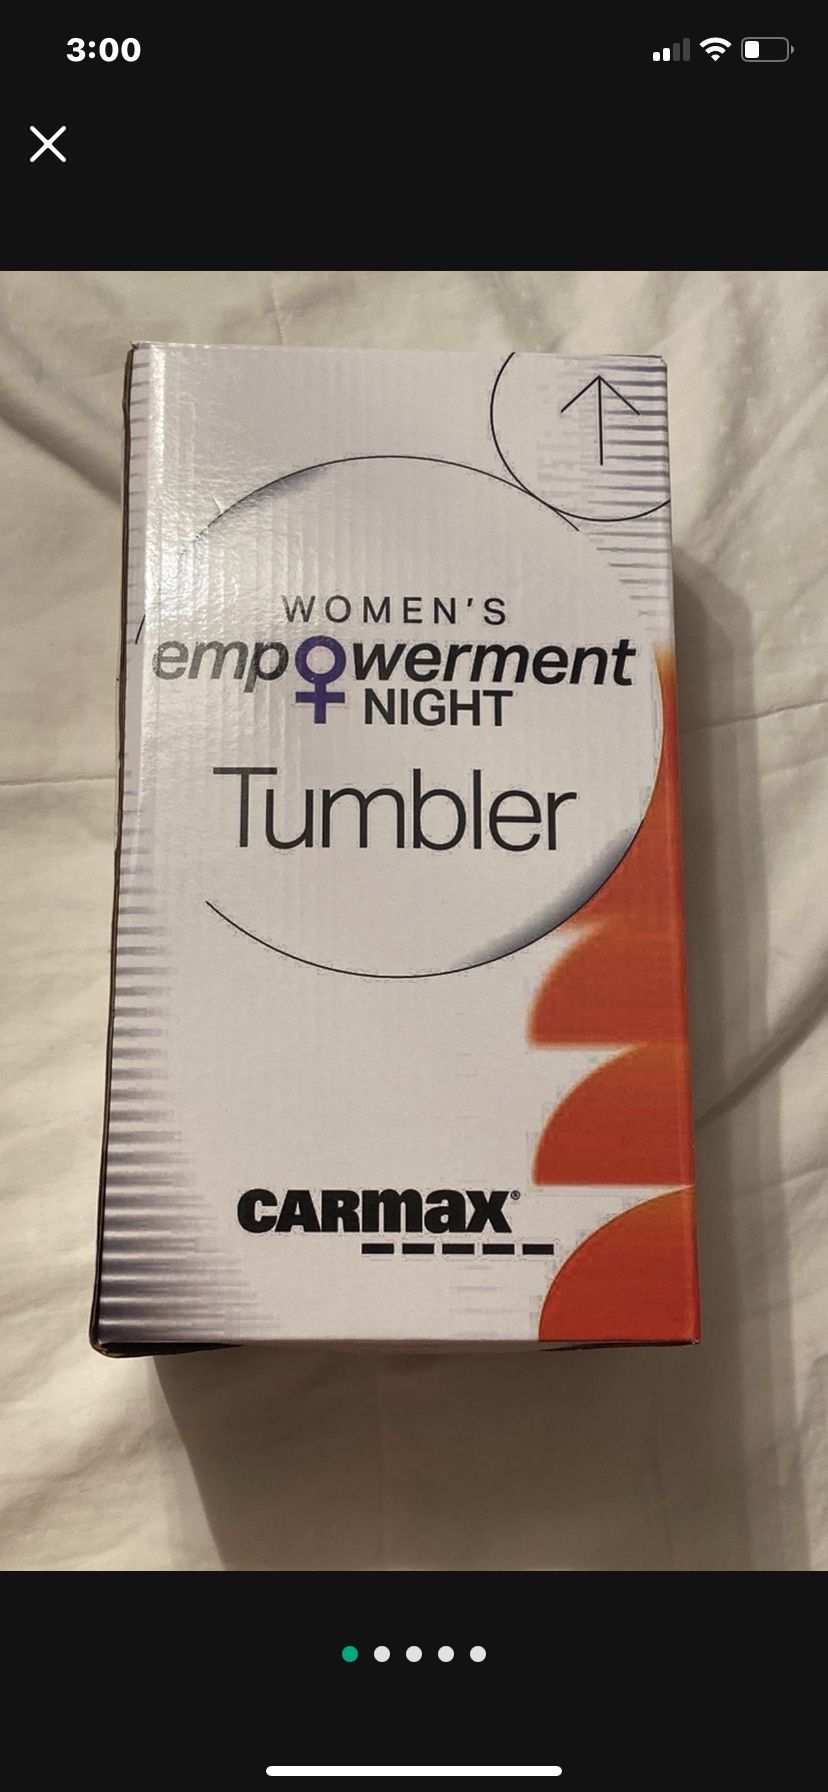 3:00
WOMEN'S
empowerment
NIGHT
Tumbler
CARMAX®